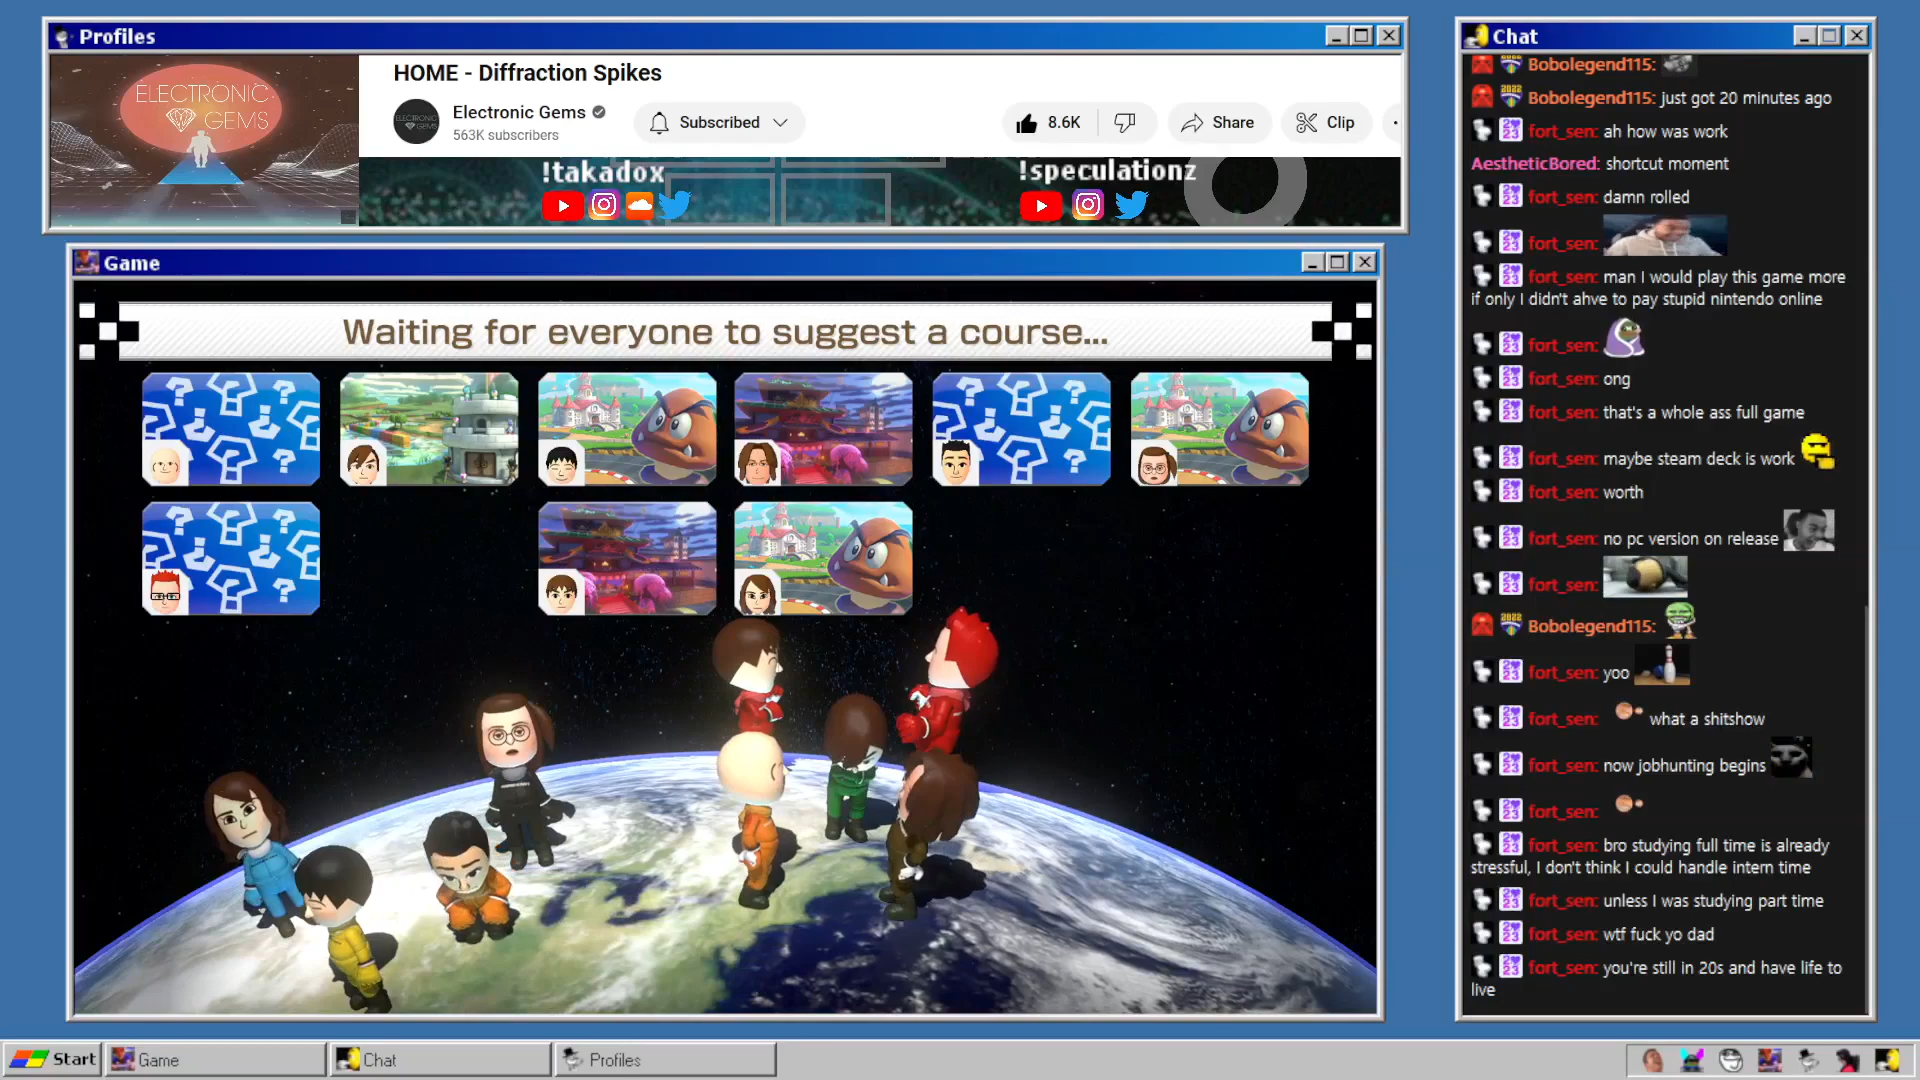 Profiles
ELECTRONIC
GEMS
HOME - Diffraction Spikes
Electronic Gems
563K subscribers
Subscribed
8.6K
Share
Clip
!takadox
!speculationz
Game
Waiting for everyone to suggest a course...
Chat
Bobolegend115:
Bobolegend115: just got 20 minutes ago
fort_sen: ah how was work
AestheticBored: shortcut moment
fort_sen: damn rolled
fort_sen:
fort_sen: man I would play this game more
if only I didn't ahve to pay stupid nintendo online
fort_sen:
fort_sen: ong
fort_sen: that's a whole ass full game
fort_sen: maybe steam deck is work
fort_sen: worth
fort_sen: no pc version on release
fort_sen:
Bobolegend115:
fort_sen: yoo
fort_sen: what a shitshow
fort_sen: now jobhunting begins
fort_sen:
fort_sen: bro studying full time is already
stressful, I don't think I could handle intern time
fort_sen: unless I was studying part time
fort_sen: wtf fuck yo dad
fort_sen: you're still in 20s and have life to
live
Start
Game
Chat
Profiles